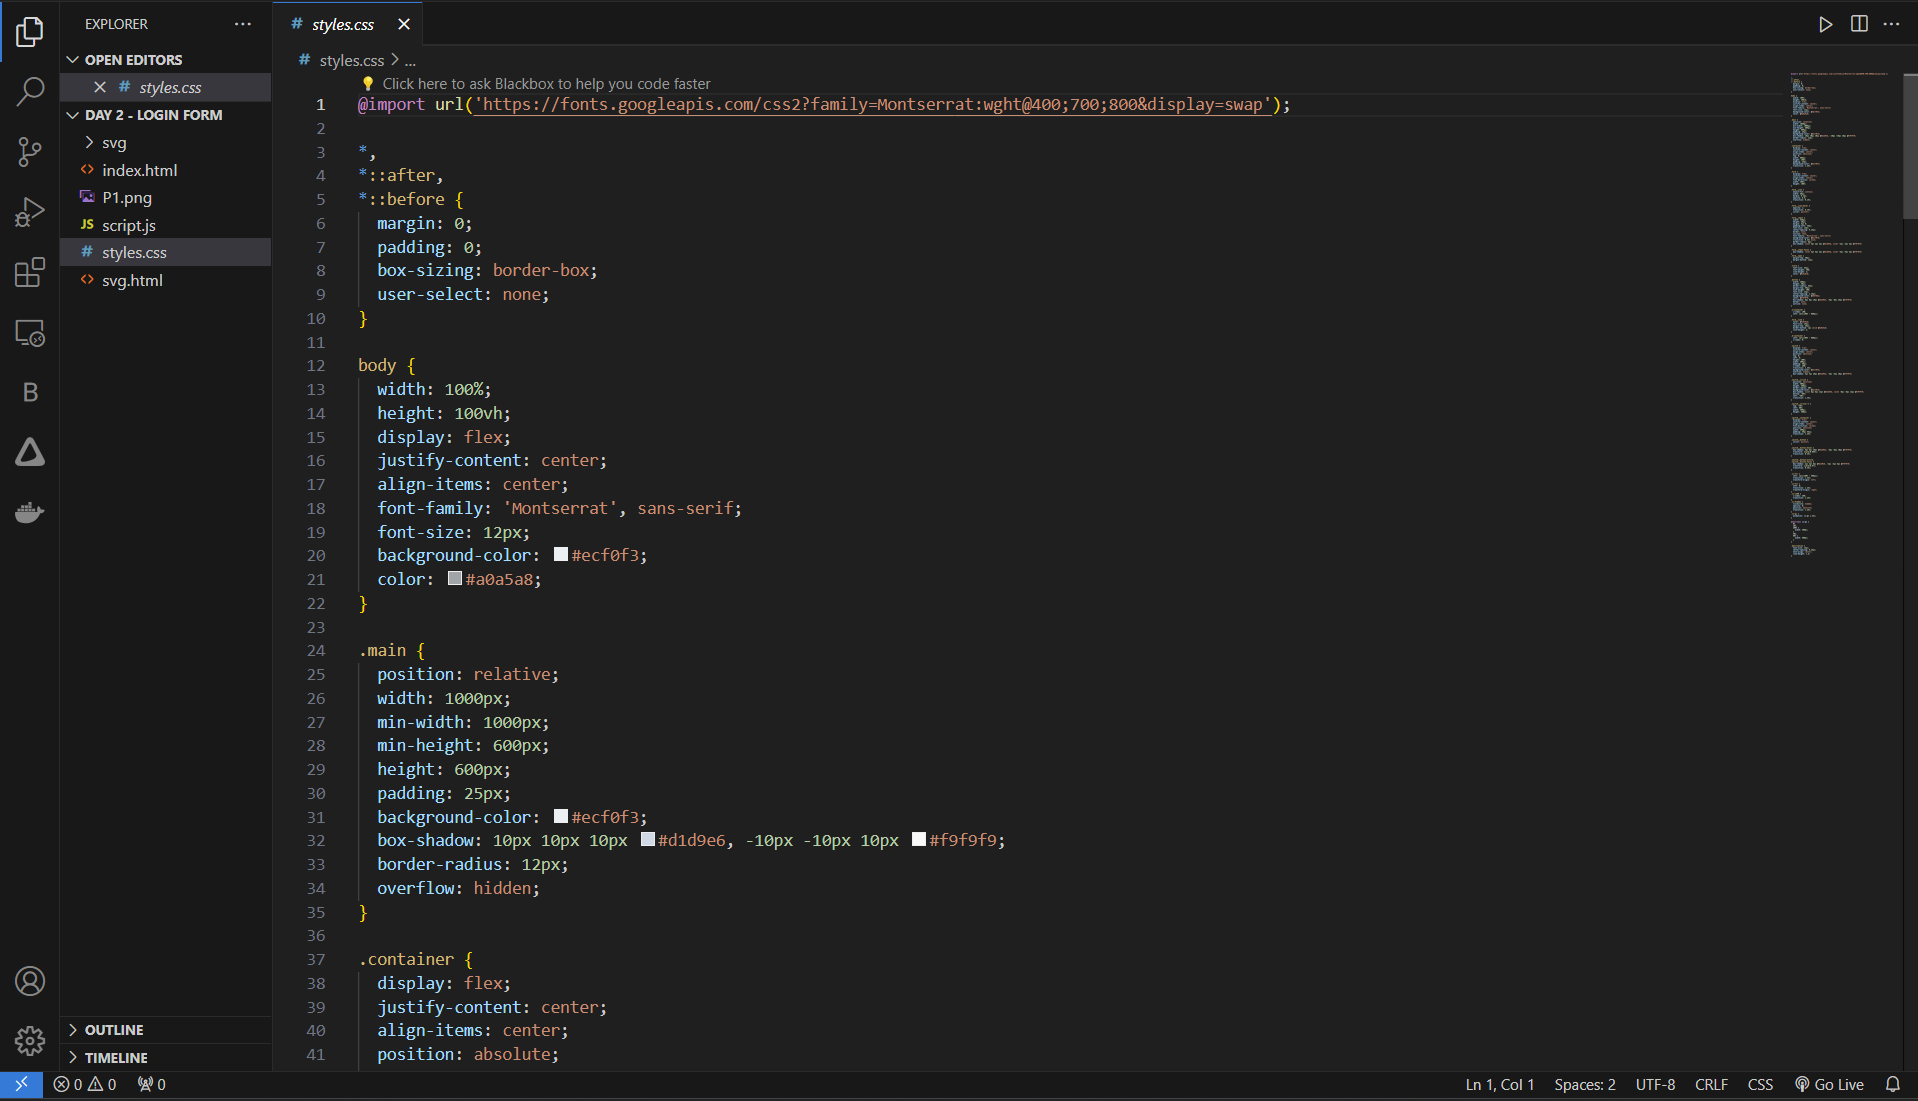 EXPLORER
OPEN EDITORS
styles.css
DAY 2 - LOGIN FORM
svg
index.html
P1.png
JS script.js
# styles.css
svg.html
OUTLINE
TIMELINE
# styles.css
# styles.css > ...
Click here to ask Blackbox to help you code faster
1 @import url('https://fonts.googleapis.com/css2?family=Montserrat:wght@400;700;800&display=swap');
2
3 *,
4 *::after,
5 *::before {
6 margin: 0;
7 padding: 0;
8 box-sizing: border-box;
9 user-select: none;
10 }
11
12 body {
13 width: 100%;
14 height: 100vh;
15 display: flex;
16 justify-content: center;
17 align-items: center;
18 font-family: 'Montserrat', sans-serif;
19 font-size: 12px;
20 background-color: #ecf0f3;
21 color: #a0a5a8;
22 }
23
24 .main {
25 position: relative;
26 width: 1000px;
27 min-width: 1000px;
28 min-height: 600px;
29 height: 600px;
30 padding: 25px;
31 background-color: #ecf0f3;
32 box-shadow: 10px 10px 10px #d1d9e6, -10px -10px 10px #f9f9f9;
33 border-radius: 12px;
34 overflow: hidden;
35 }
36
37 .container {
38 display: flex;
39 justify-content: center;
40 align-items: center;
41 position: absolute;
B
0 0 0
Ln 1, Col 1 Spaces: 2 UTF-8 CRLF CSS Go Live